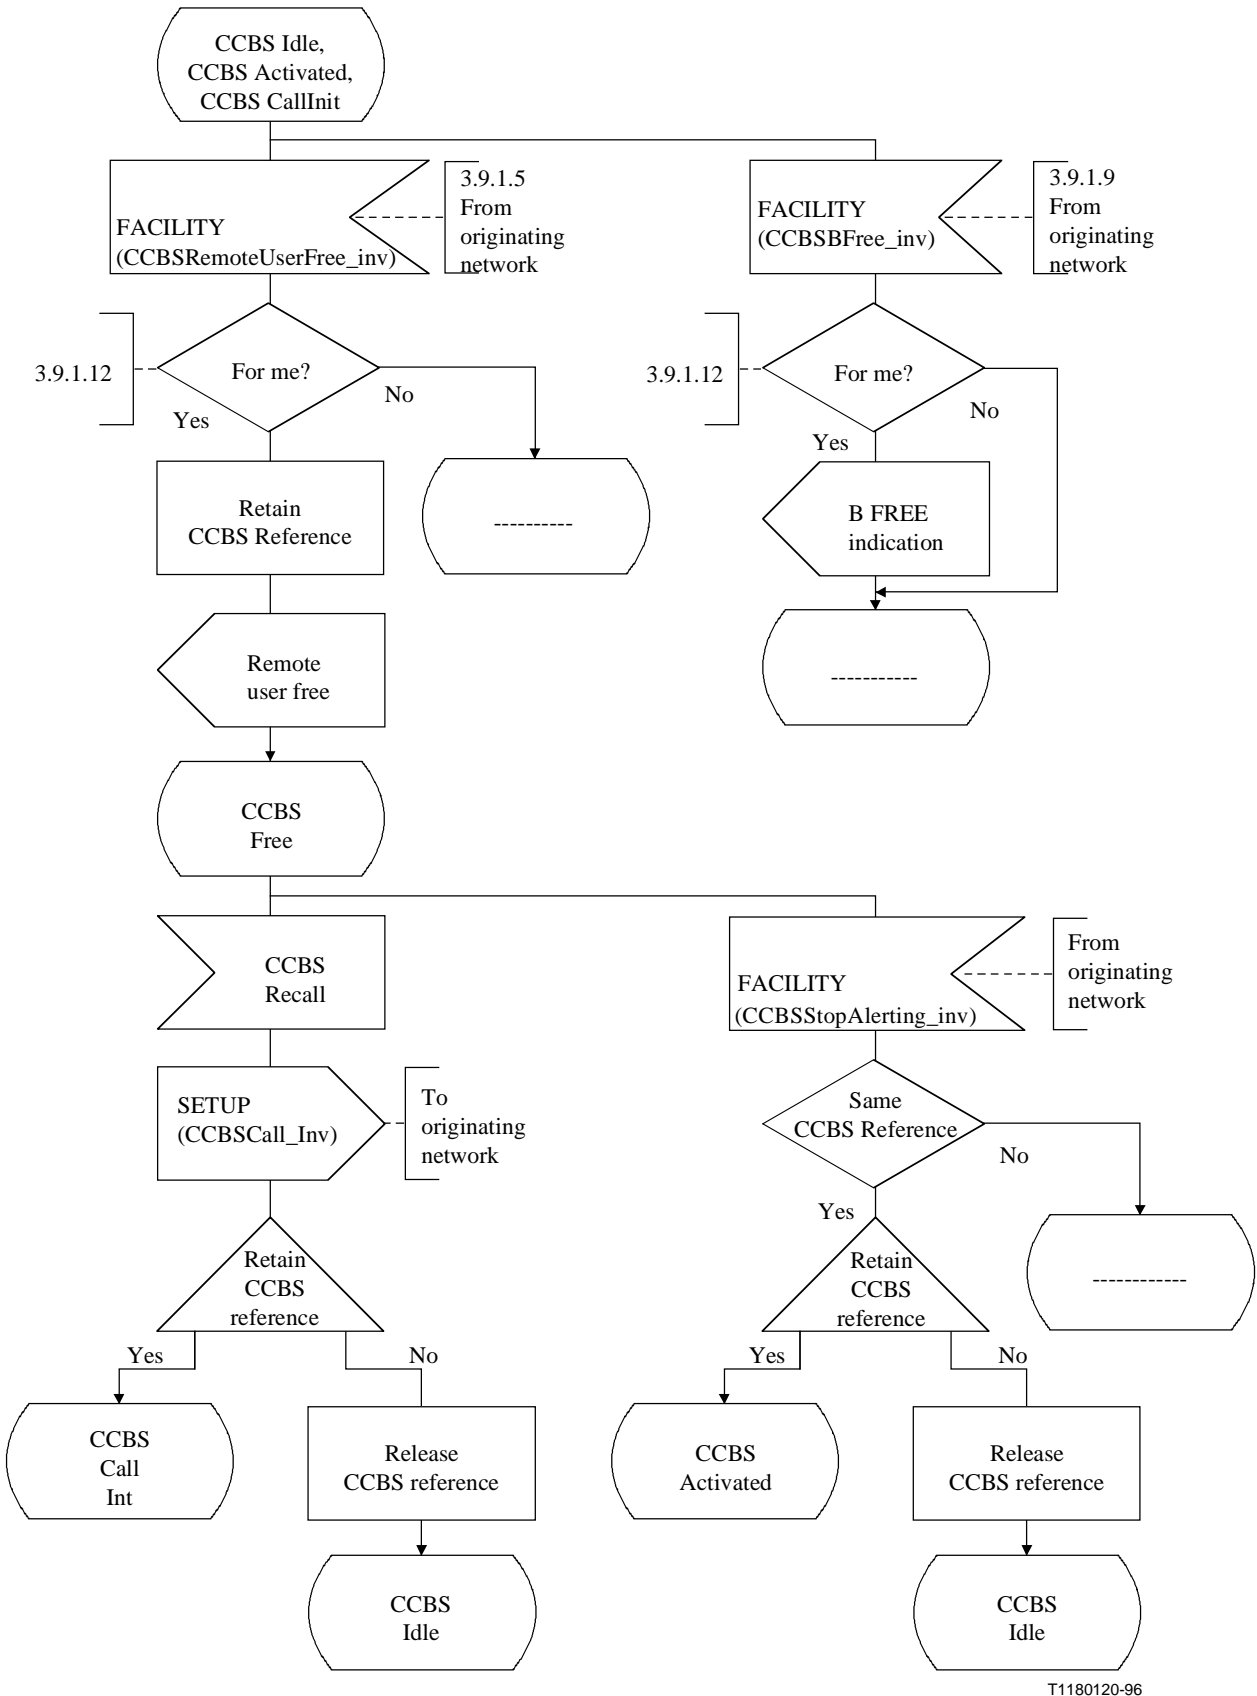 CCBS Idle,
CCBS Activated,
CCBS CallInit
FACILITY
(CCBSRemoteUserFree_inv)
3.9.1.5
From
originating
network
FACILITY
(CCBSBFree_inv)
3.9.1.9
From
originating
network
3.9.1.12
For me?
No
Yes
3.9.1.12
For me?
No
Yes
Retain
CCBS Reference
----------
B FREE
indication
Remote
user free
-----------
CCBS
Free
CCBS
Recall
FACILITY
(CCBSStopAlerting_inv)
From
originating
network
SETUP
(CCBSCall_Inv)
To
originating
network
Same
CCBS Reference
No
Yes
Retain
CCBS
reference
Yes
No
Retain
CCBS
reference
Yes
No
------------
CCBS
Call
Int
Release
CCBS reference
CCBS
Activated
Release
CCBS reference
CCBS
Idle
CCBS
Idle
T1180120-96